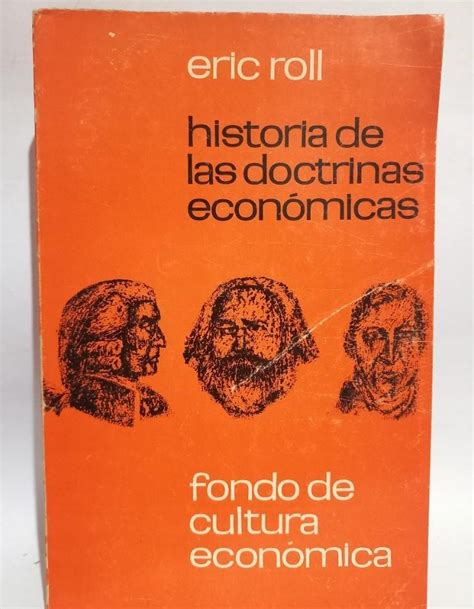 eric roll
historia de
las doctrinas
económicas
fondo de
cultura
económica